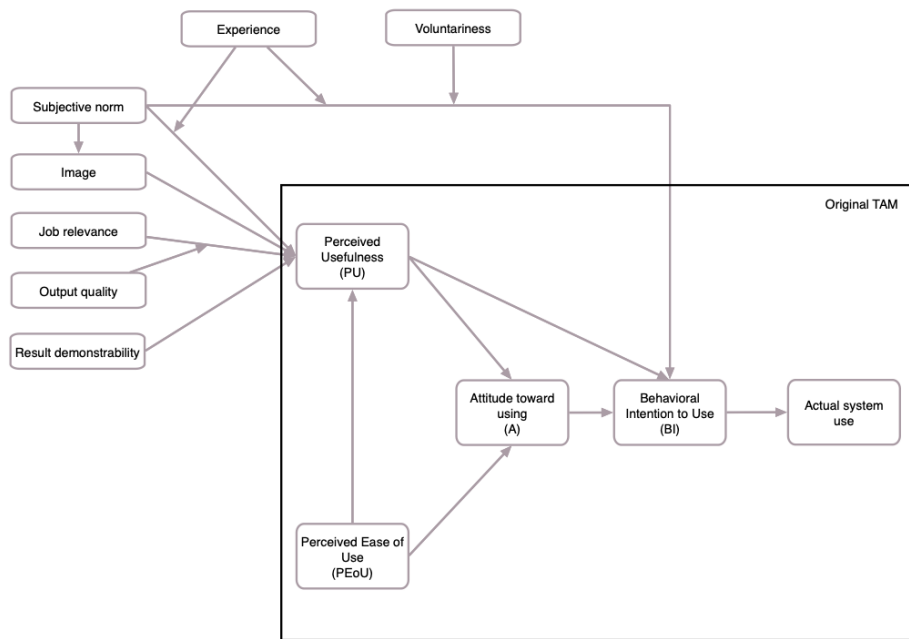 Experience
Voluntariness
Subjective norm
Image
Original TAM
Job relevance
Perceived
Usefulness
(PU)
Output quality
Result demonstrability
Attitude toward
using
(A)
Behavioral
Intention to Use
(BI)
Actual system
use
Perceived Ease of
Use
(PEoU)